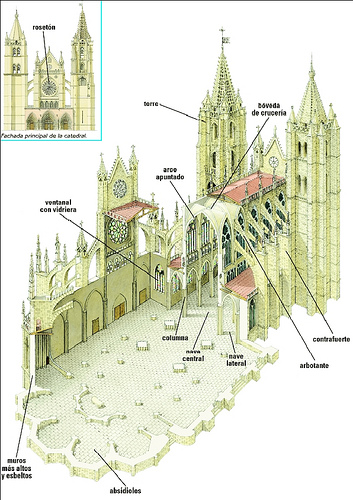 rosetón
Fachada principal de la catedral.
torre
bóveda
de crucería
arco
apuntado
ventanal
con vidriera
contrafuerte
columna
nave
central
nave
lateral
arbotante
muros
más altos
y esbeltos
absidioles